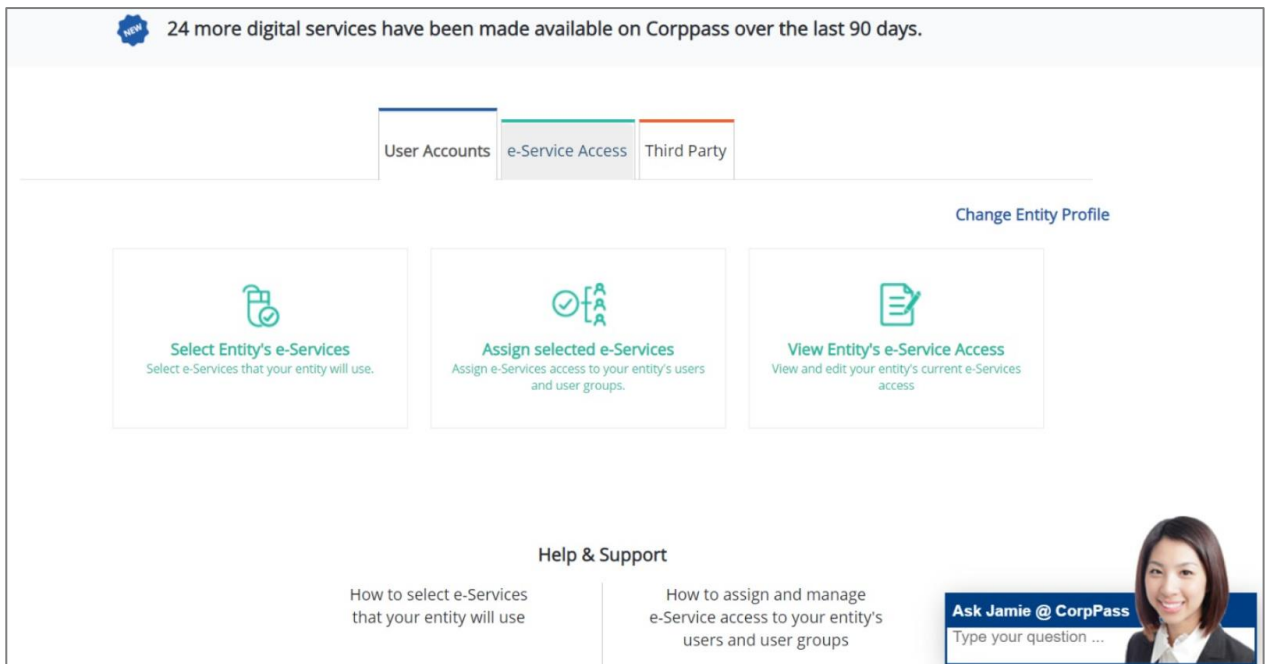 NEW
24 more digital services have been made available on Corppass over the last 90 days.
User Accounts
e-Service Access
Third Party
Change Entity Profile
Select Entity's e-Services
Select e-Services that your entity will use.
Assign selected e-Services
Assign e-Services access to your entity's users
and user groups.
View Entity's e-Service Access
View and edit your entity's current e-Services
access
Help & Support
How to select e-Services
that your entity will use
How to assign and manage
e-Service access to your entity's
users and user groups
Ask Jamie @ CorpPass
Type your question ...